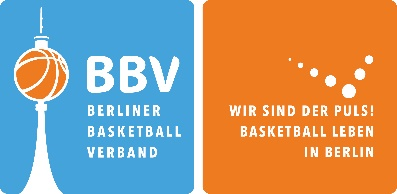 BBV
BERLINER
BASKETBALL
VERBAND
WIR SIND DER PULS!
BASKETBALL LEBEN
IN BERLIN